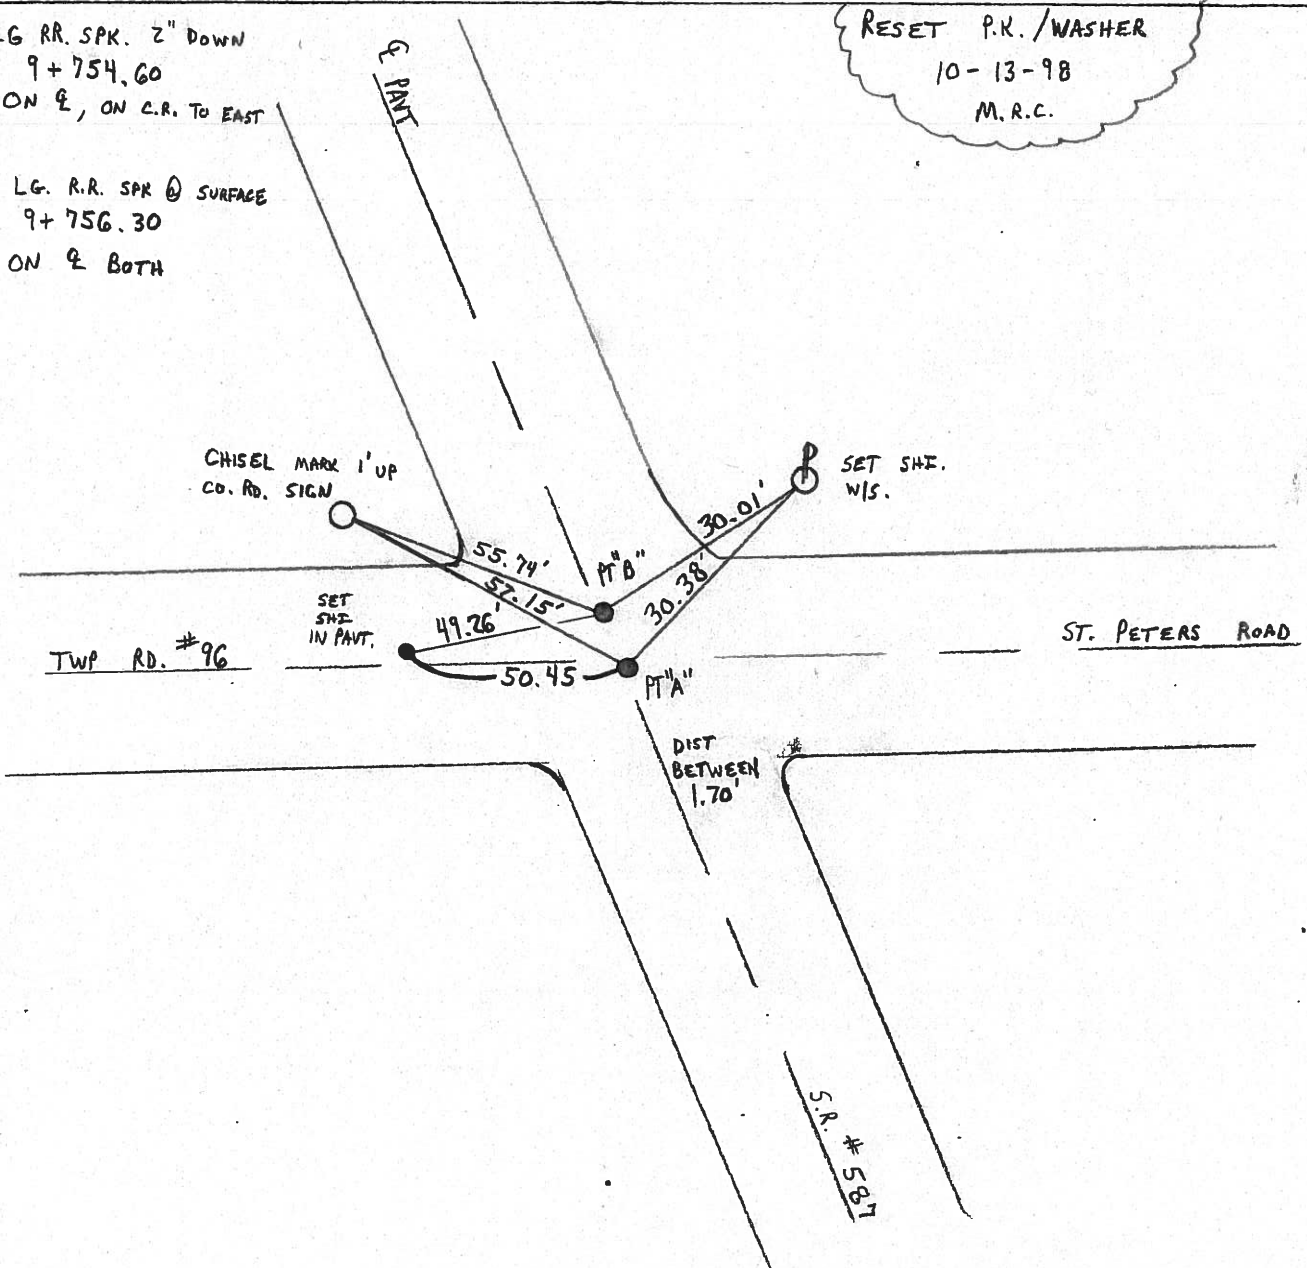 LG RR. SPK. 2" DOWN
9+754.60
ON ℄, ON C.R. TO EAST
LG. R.R. SPK @ SURFACE
9+756.30
ON ℄ BOTH
℄ PAVT
RESET P.K./WASHER
10-13-98
M.R.C.
CHISEL MARK 1' UP
CO. RD. SIGN
SET SHI.
W/S.
30.01'
55.74'
57.15'
30.38'
PT "B"
SET
SHI
IN PAVT.
49.26'
50.45
PT "A"
TWP RD. #96
ST. PETERS ROAD
DIST
BETWEEN
1.70'
S.R. #587